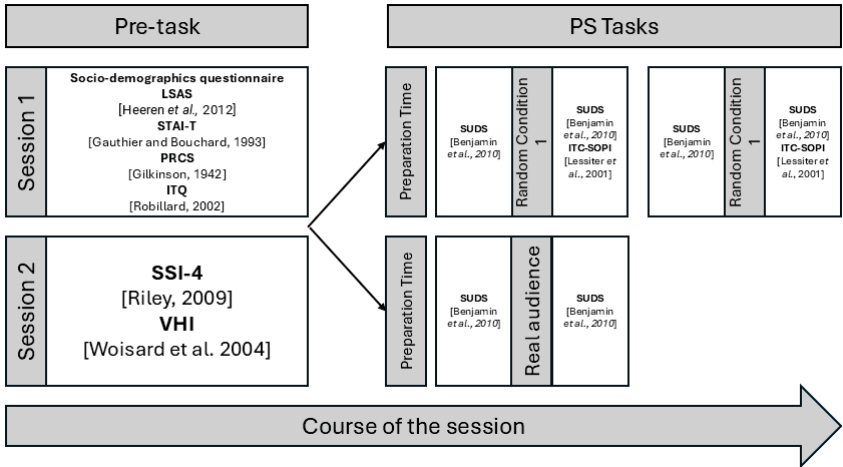 Pre-task
PS Tasks
Session 1
Socio-demographics questionnaire
LSAS
[Heeren et al., 2012]
STAI-T
[Gauthier and Bouchard, 1993]
PRCS
[Gilkinson, 1942]
ITQ
[Robillard, 2002]
Preparation Time
SUDS
[Benjamin
et al., 2010]
Random Condition
1
SUDS
[Benjamin
et al., 2010]
ITC-SOPI
[Lessiter et
al., 2001]
SUDS
[Benjamin
et al., 2010]
Random Condition
1
SUDS
[Benjamin
et al., 2010]
ITC-SOPI
[Lessiter et
al., 2001]
Session 2
SSI-4
[Riley, 2009]
VHI
[Woisard et al. 2004]
Preparation Time
SUDS
[Benjamin
et al., 2010]
Real audience
SUDS
[Benjamin
et al., 2010]
Course of the session